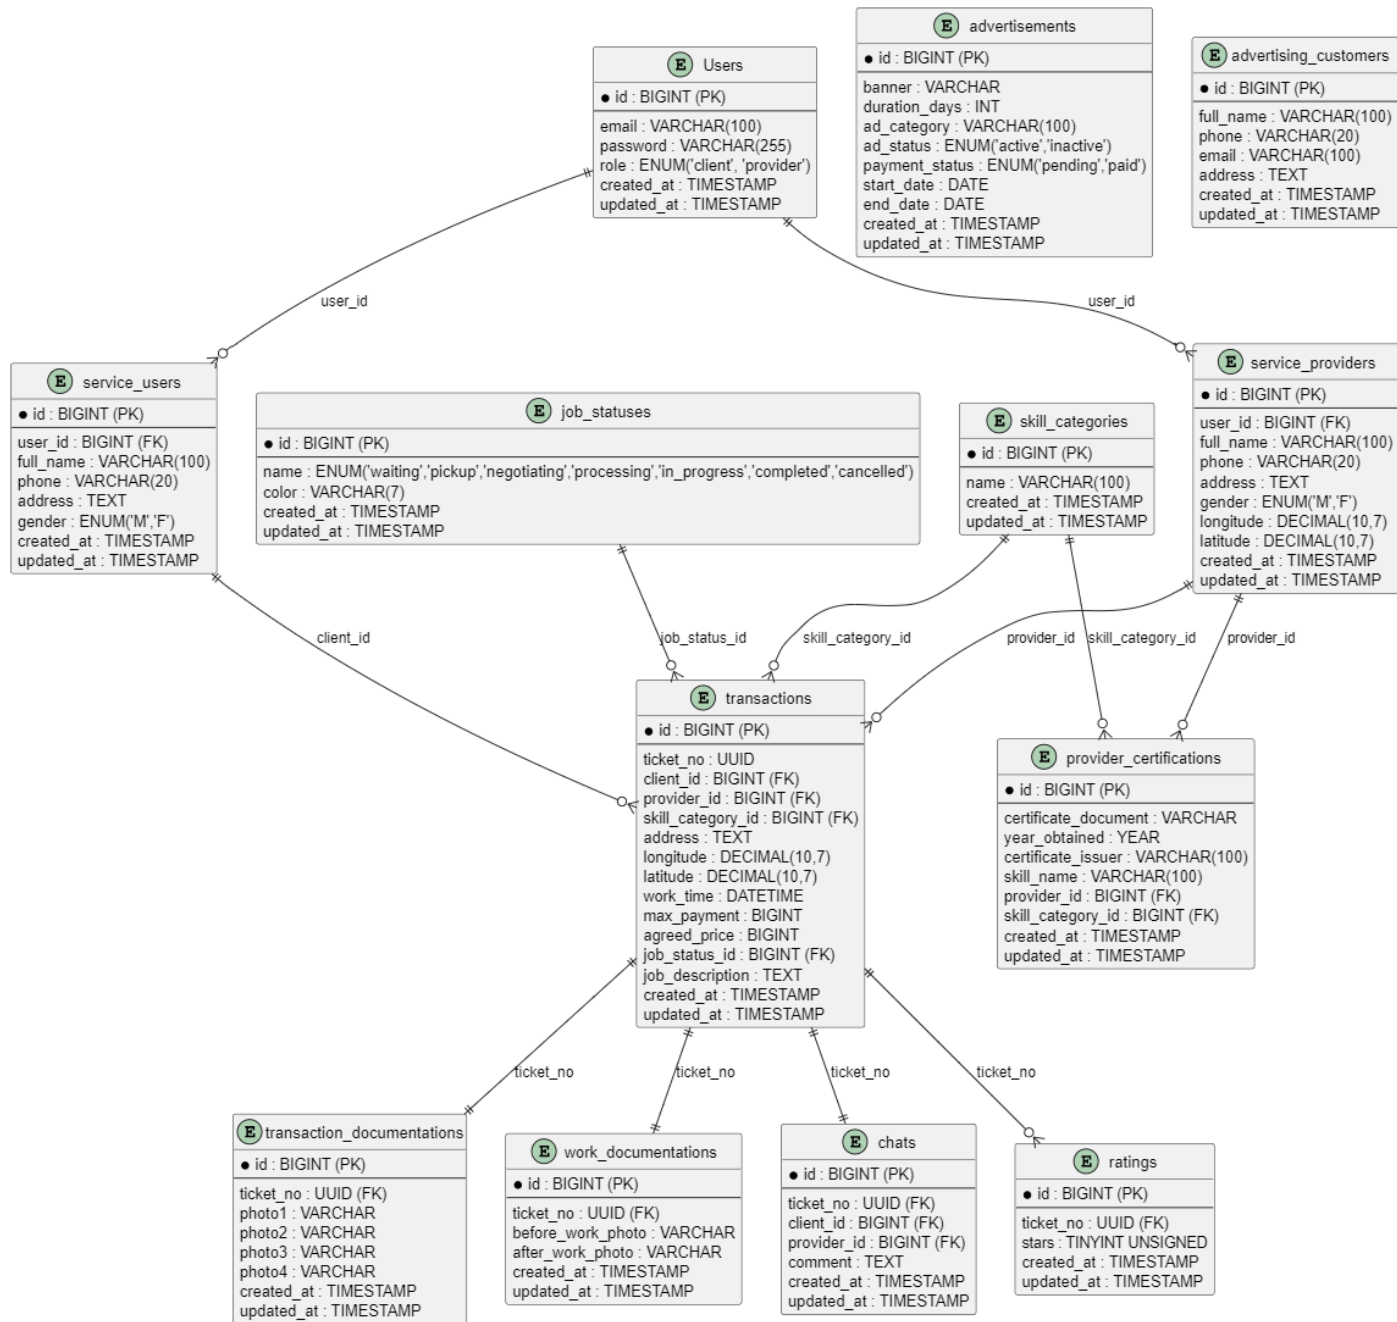 E Users
● id : BIGINT (PK)
email : VARCHAR(100)
password : VARCHAR(255)
role : ENUM('client', 'provider')
created_at : TIMESTAMP
updated_at : TIMESTAMP
E advertisements
● id : BIGINT (PK)
banner : VARCHAR
duration_days : INT
ad_category : VARCHAR(100)
ad_status : ENUM('active','inactive')
payment_status : ENUM('pending','paid')
start_date : DATE
end_date : DATE
created_at : TIMESTAMP
updated_at : TIMESTAMP
E advertising_customers
● id : BIGINT (PK)
full_name : VARCHAR(100)
phone : VARCHAR(20)
email : VARCHAR(100)
address : TEXT
created_at : TIMESTAMP
updated_at : TIMESTAMP
user_id
user_id
E service_users
● id : BIGINT (PK)
user_id : BIGINT (FK)
full_name : VARCHAR(100)
phone : VARCHAR(20)
address : TEXT
gender : ENUM('M','F')
created_at : TIMESTAMP
updated_at : TIMESTAMP
E job_statuses
● id : BIGINT (PK)
name : ENUM('waiting','pickup','negotiating','processing','in_progress','completed','cancelled')
color : VARCHAR(7)
created_at : TIMESTAMP
updated_at : TIMESTAMP
E skill_categories
● id : BIGINT (PK)
name : VARCHAR(100)
created_at : TIMESTAMP
updated_at : TIMESTAMP
E service_providers
● id : BIGINT (PK)
user_id : BIGINT (FK)
full_name : VARCHAR(100)
phone : VARCHAR(20)
address : TEXT
gender : ENUM('M','F')
longitude : DECIMAL(10,7)
latitude : DECIMAL(10,7)
created_at : TIMESTAMP
updated_at : TIMESTAMP
client_id
job_status_id
skill_category_id
provider_id
skill_category_id
provider_id
E transactions
● id : BIGINT (PK)
ticket_no : UUID
client_id : BIGINT (FK)
provider_id : BIGINT (FK)
skill_category_id : BIGINT (FK)
address : TEXT
longitude : DECIMAL(10,7)
latitude : DECIMAL(10,7)
work_time : DATETIME
max_payment : BIGINT
agreed_price : BIGINT
job_status_id : BIGINT (FK)
job_description : TEXT
created_at : TIMESTAMP
updated_at : TIMESTAMP
E provider_certifications
● id : BIGINT (PK)
certificate_document : VARCHAR
year_obtained : YEAR
certificate_issuer : VARCHAR(100)
skill_name : VARCHAR(100)
provider_id : BIGINT (FK)
skill_category_id : BIGINT (FK)
created_at : TIMESTAMP
updated_at : TIMESTAMP
ticket_no
ticket_no
ticket_no
ticket_no
E transaction_documentations
● id : BIGINT (PK)
ticket_no : UUID (FK)
photo1 : VARCHAR
photo2 : VARCHAR
photo3 : VARCHAR
photo4 : VARCHAR
created_at : TIMESTAMP
updated_at : TIMESTAMP
E work_documentations
● id : BIGINT (PK)
ticket_no : UUID (FK)
before_work_photo : VARCHAR
after_work_photo : VARCHAR
created_at : TIMESTAMP
updated_at : TIMESTAMP
E chats
● id : BIGINT (PK)
ticket_no : UUID (FK)
client_id : BIGINT (FK)
provider_id : BIGINT (FK)
comment : TEXT
created_at : TIMESTAMP
updated_at : TIMESTAMP
E ratings
● id : BIGINT (PK)
ticket_no : UUID (FK)
stars : TINYINT UNSIGNED
created_at : TIMESTAMP
updated_at : TIMESTAMP